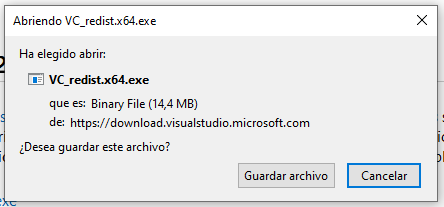 Abriendo VC_redist.x64.exe
Ha elegido abrir:
VC_redist.x64.exe
que es: Binary File (14,4 MB)
de: https://download.visualstudio.microsoft.com
¿Desea guardar este archivo?
Guardar archivo Cancelar